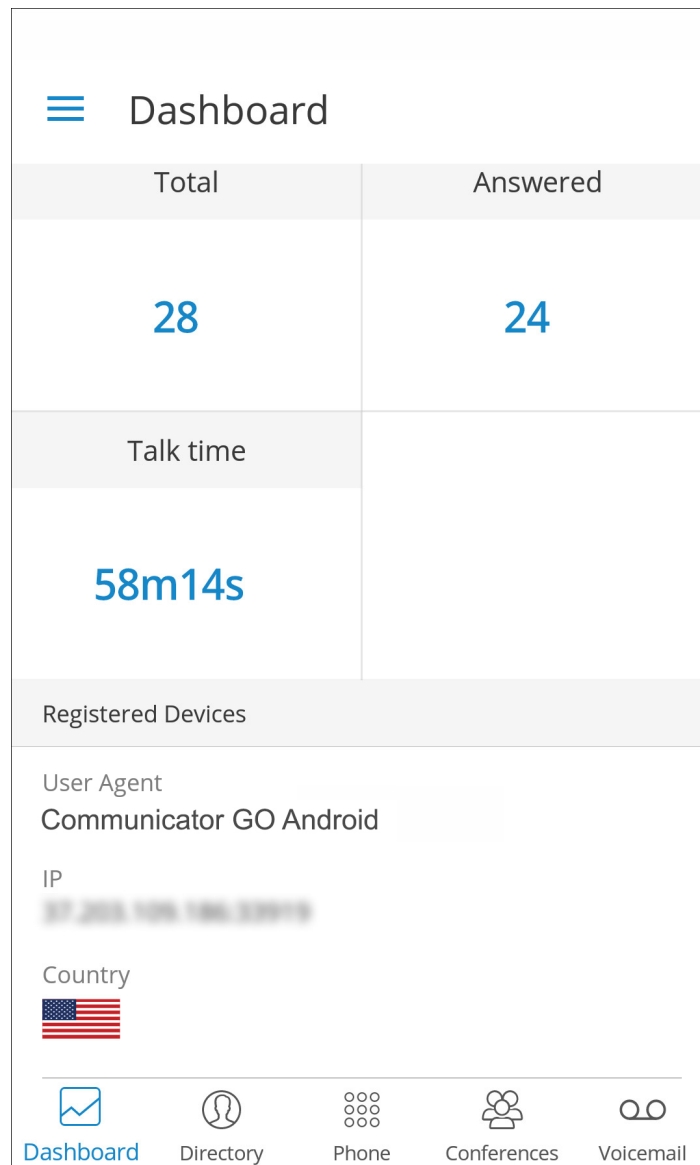 Dashboard
Total
Answered
28
24
Talk time
58m14s
Registered Devices
User Agent
Communicator GO Android
IP
Country
Dashboard
Directory
Phone
Conferences
Voicemail